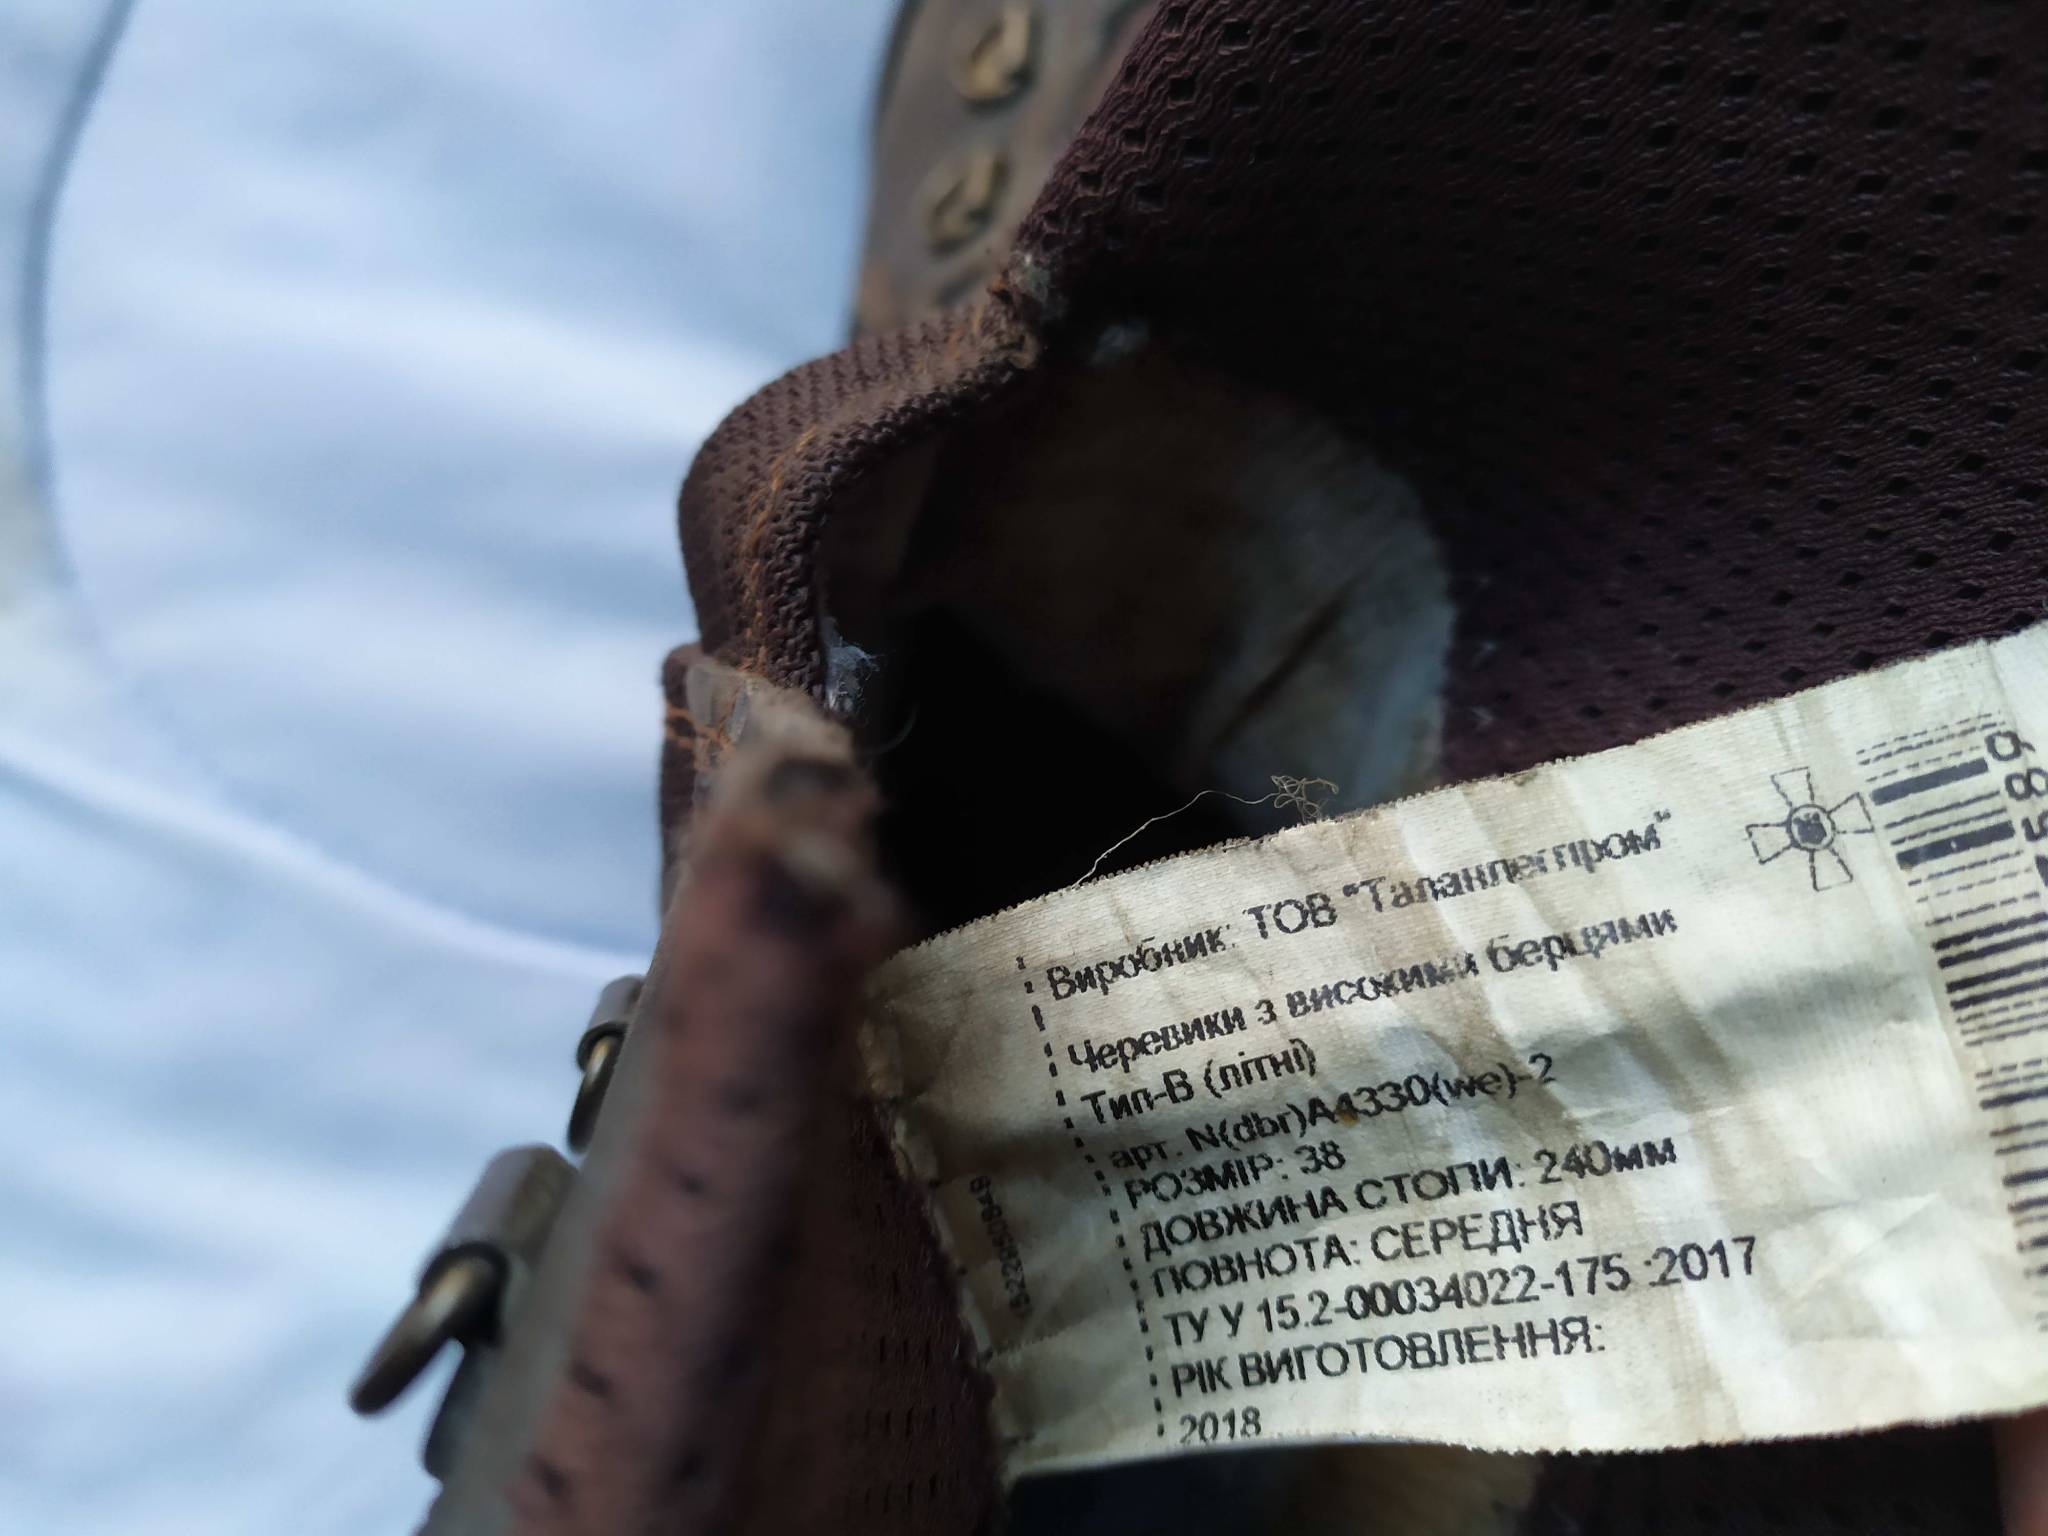 Виробник: ТОВ "Таланлегпром"
Черевики з високими берцями
Тип-В (літні)
арт. N(dbr)A4330(we)-2
РОЗМІР: 38
ДОВЖИНА СТОПИ: 240мм
ПОВНОТА: СЕРЕДНЯ
ТУ У 15.2-00034022-175 :2017
РІК ВИГОТОВЛЕННЯ:
2018